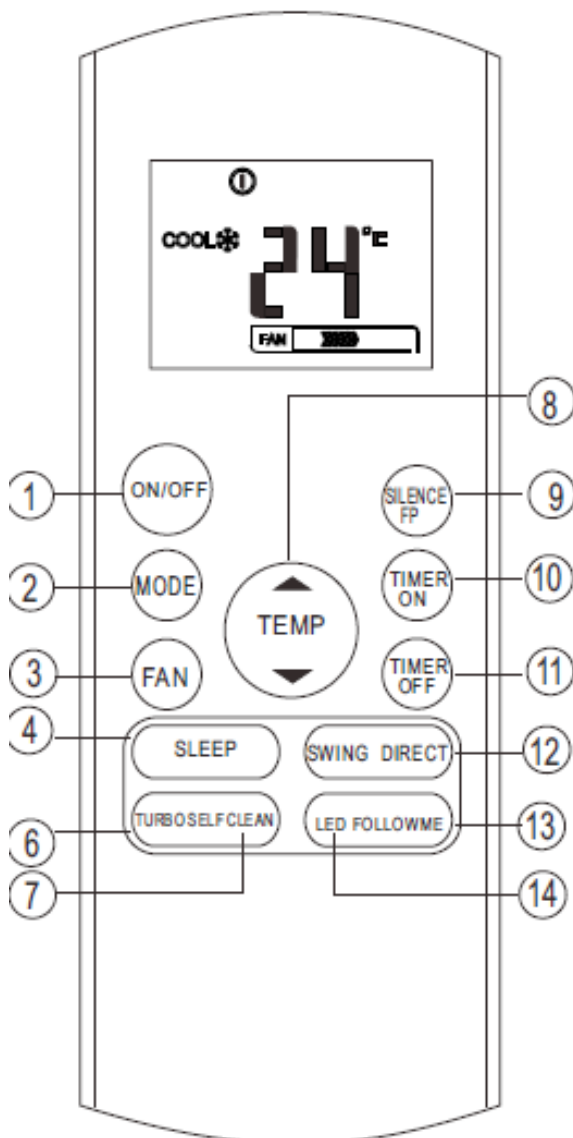 COOL 24 °C
FAN
8
1
ON/OFF
SILENCE
FP
9
2
MODE
TEMP
TIMER
ON
10
3
FAN
TIMER
OFF
11
4
SLEEP
SWING DIRECT
12
6
TURBO SELF CLEAN
LED FOLLOWME
13
7
14